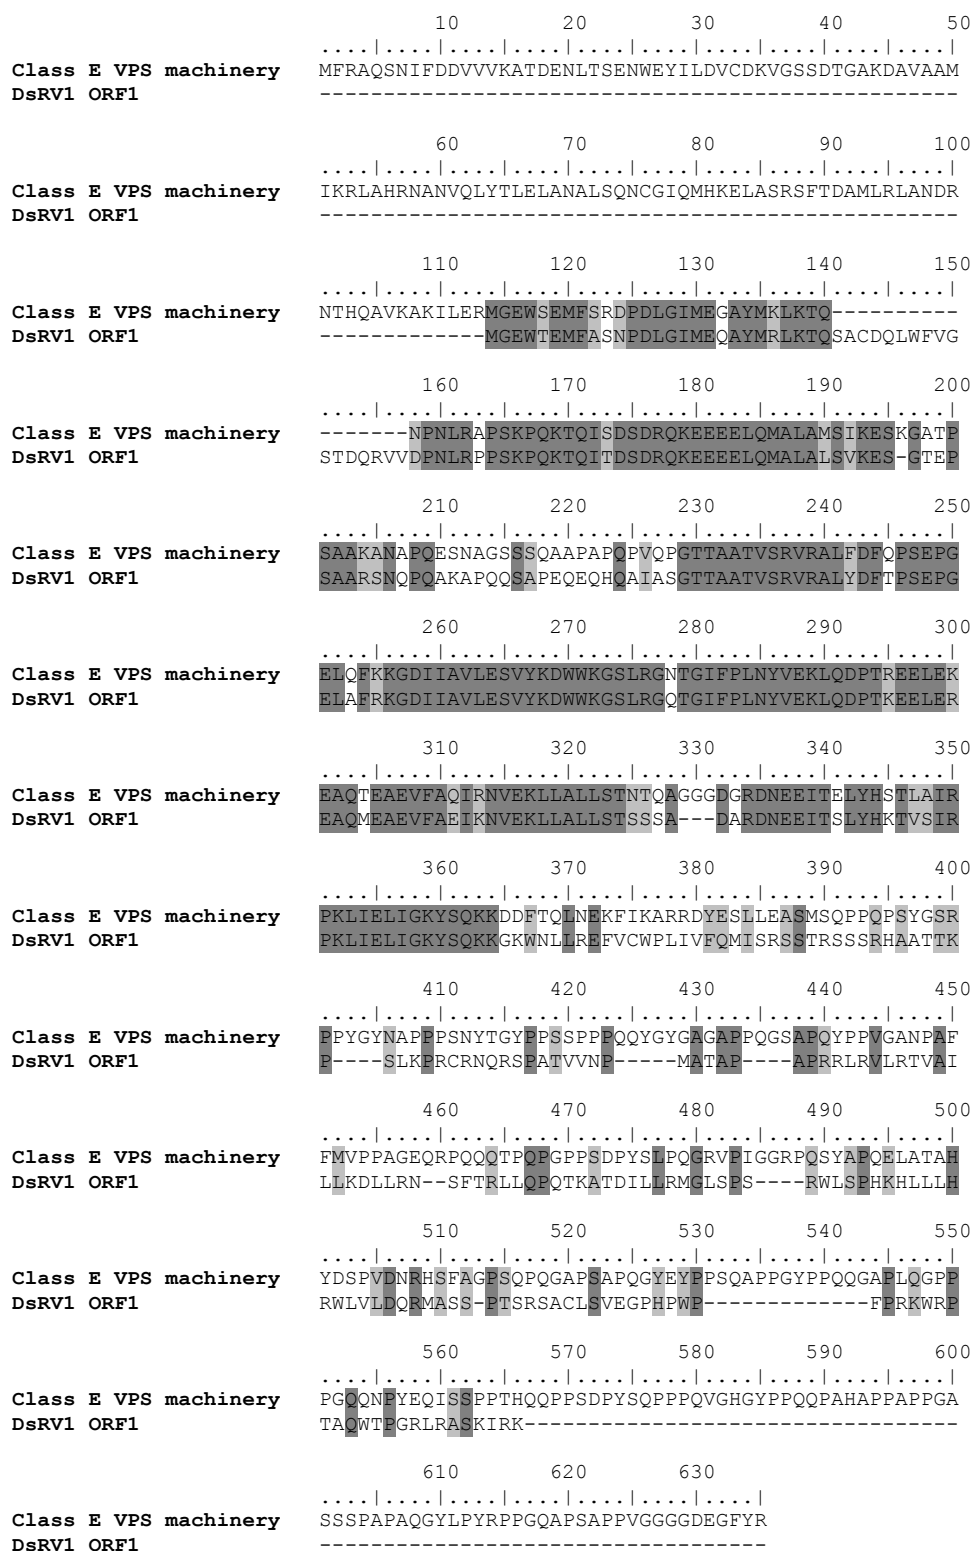 10 20 30 40 50
....|....|....|....|....|....|....|....|....|....|
Class E VPS machinery MFRAQSNIFDDVVVKATDENLTSENWEYILDVCDKVGSSDTGAKDAVAAM
DsRV1 ORF1 --------------------------------------------------
60 70 80 90 100
....|....|....|....|....|....|....|....|....|....|
Class E VPS machinery IKRLAHRNANVQLYTLELANALSQNCGIQMHKELASRSFTDAMLRLANDR
DsRV1 ORF1 --------------------------------------------------
110 120 130 140 150
....|....|....|....|....|....|....|....|....|....|
Class E VPS machinery NTHQAVKAKILERMGEWSEMFSRDPDLGIMEGAYMKLKTQ----------
DsRV1 ORF1 -------------MGEWTEMFASNPDLGIMEQAYMRLKTQSACDQLWFVG
160 170 180 190 200
....|....|....|....|....|....|....|....|....|....|
Class E VPS machinery -------NPNLRAPSKPQKTQISDSDRQKEEEELQMALAMSIKESKGATP
DsRV1 ORF1 STDQRVVDPNLRPPSKPQKTQITDSDRQKEEEELQMALALSVKES-GTEP
210 220 230 240 250
....|....|....|....|....|....|....|....|....|....|
Class E VPS machinery SAAKANAPQESNAGSSSQAAPAPQPVQPGTTAATVSRVRALFDFQPSEPG
DsRV1 ORF1 SAARSNQPQAKAPQQSAPEQEQHQAIASGTTAATVSRVRALYDFTPSEPG
260 270 280 290 300
....|....|....|....|....|....|....|....|....|....|
Class E VPS machinery ELQFKKGDIIAVLESVYKDWWKGSLRGNTGIFPLNYVEKLQDPTREELEK
DsRV1 ORF1 ELAFRKGDIIAVLESVYKDWWKGSLRGQTGIFPLNYVEKLQDPTKEELER
310 320 330 340 350
....|....|....|....|....|....|....|....|....|....|
Class E VPS machinery EAQTEAEVFAQIRNVEKLLALLSTNTQAGGGDGRDNEEITELYHSTLAIR
DsRV1 ORF1 EAQMEAEVFAEIKNVEKLLALLSTSSSA---DARDNEEITSLYHKTVSIR
360 370 380 390 400
....|....|....|....|....|....|....|....|....|....|
Class E VPS machinery PKLIELIGKYSQKKDDFTQLNEKFIKARRDYESLLEASMSQPPQPSYGSR
DsRV1 ORF1 PKLIELIGKYSQKKGKWNLLREFVCWPLIVFQMISRSSTRSSSRHAATTK
410 420 430 440 450
....|....|....|....|....|....|....|....|....|....|
Class E VPS machinery PPYGYNAPPPSNYTGYPPSSPPPQQYGYGAGAPPQGSAPQYPPVGANPAF
DsRV1 ORF1 P----SLKPRCRNQRSPATVVNP-----MATAP----APRRLRVLRTVAI
460 470 480 490 500
....|....|....|....|....|....|....|....|....|....|
Class E VPS machinery FMVPPAGEQRPQQQTPQPGPPSDPYSLPQGRVPIGGRPQSYAPQELATAH
DsRV1 ORF1 LLKDLLRN--SFTRLLQPQTKATDILLRMGLSPS----RWLSPHKHLLLH
510 520 530 540 550
....|....|....|....|....|....|....|....|....|....|
Class E VPS machinery YDSPVDNRHSFAGPSQPQGAPSAPQGYEYPPSQAPPGYPPQQGAPLQGPP
DsRV1 ORF1 RWLVLDQRMASS-PTSRSACLSVEGPHPWP-------------FPRKWRP
560 570 580 590 600
....|....|....|....|....|....|....|....|....|....|
Class E VPS machinery PGQQNPYEQISSPPTHQQPPSDPYSQPPPQVGHGYPPQQPAHAPPAPPGA
DsRV1 ORF1 TAQWTPGRLRASKIRK----------------------------------
610 620 630
....|....|....|....|....|....|....|
Class E VPS machinery SSSPAPAQGYLPYRPPGQAPSAPPVGGGGDEGFYR
DsRV1 ORF1 -----------------------------------